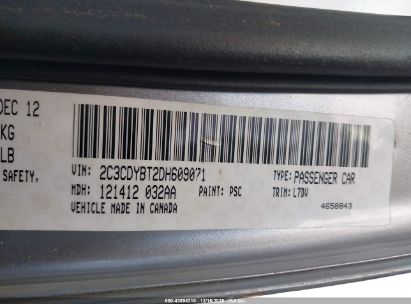 DEC 12
KG
LB
SAFETY,
VIN: 2C3CDYBT2DH609071 TYPE: PASSENGER CAR
MDH: 121412 032AA PAINT: PSC TRIM: L7DV
VEHICLE MADE IN CANADA 4658843